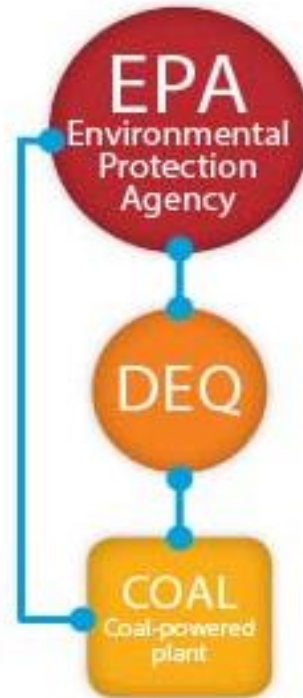 EPA
Environmental
Protection
Agency
DEQ
COAL
Coal-powered
plant